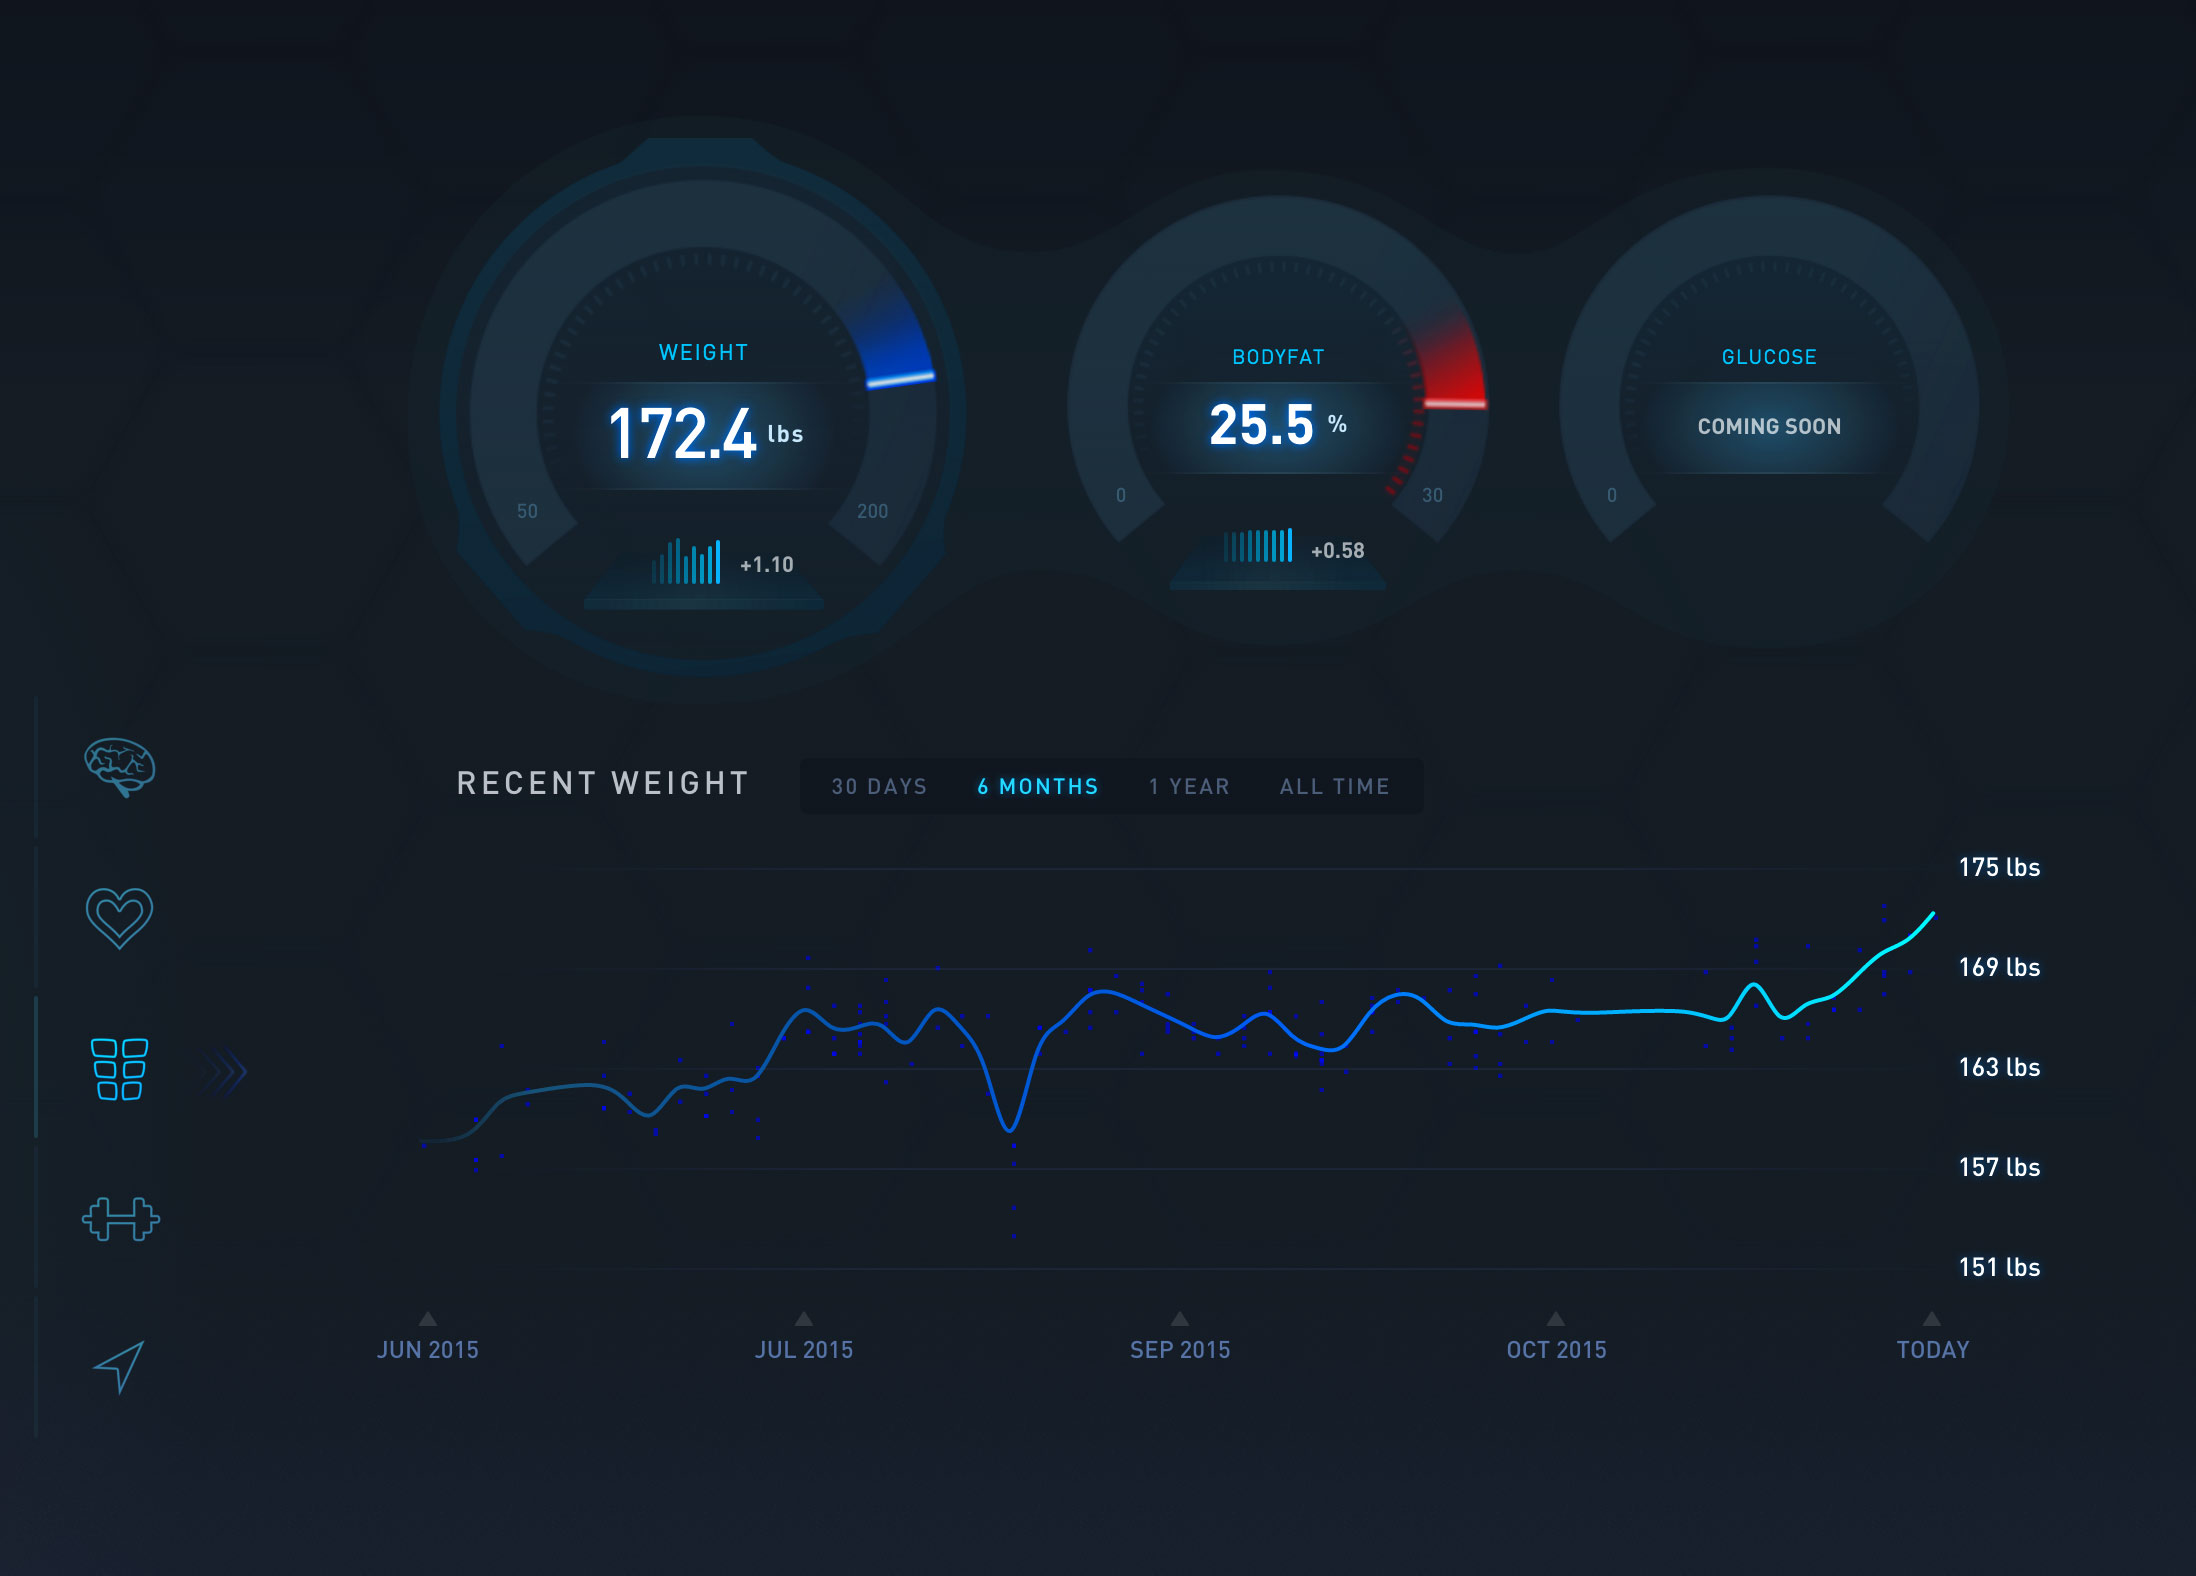 WEIGHT
172.4 lbs
50
200
+1.10
BODYFAT
25.5 %
0
30
+0.58
GLUCOSE
COMING SOON
0
RECENT WEIGHT
30 DAYS 6 MONTHS 1 YEAR ALL TIME
175 lbs
169 lbs
163 lbs
157 lbs
151 lbs
JUN 2015 JUL 2015 SEP 2015 OCT 2015 TODAY